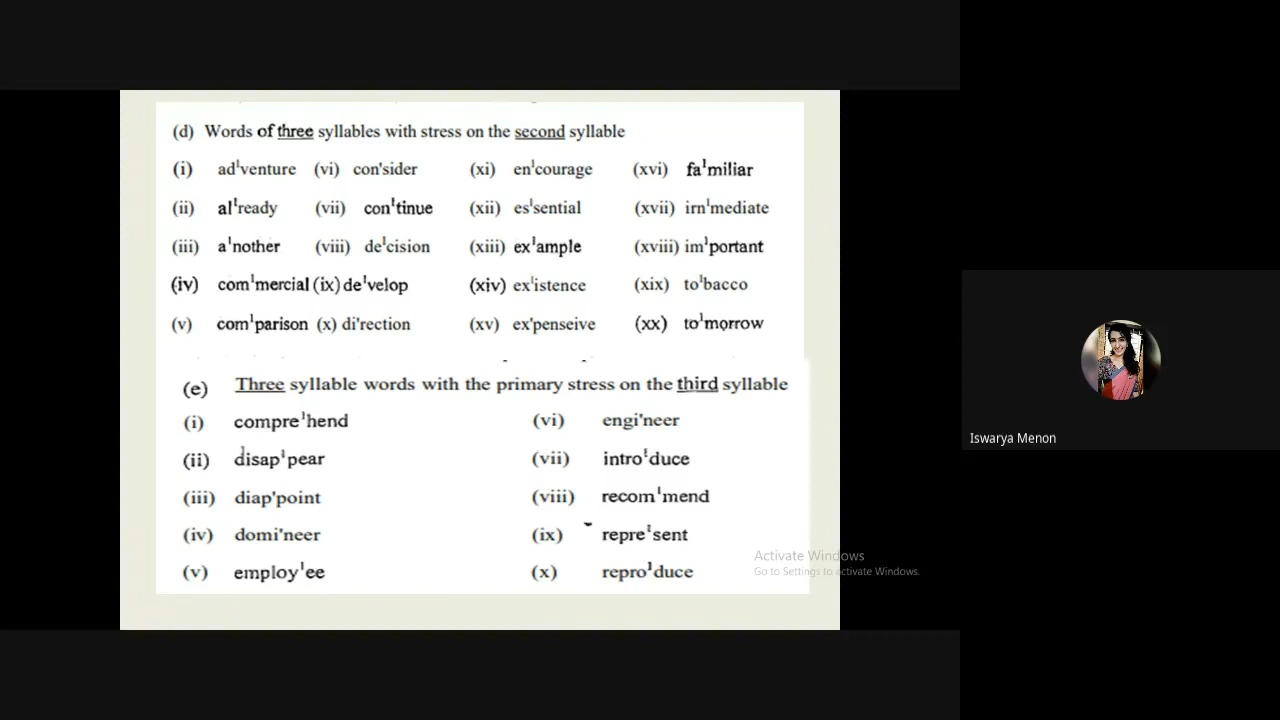 (d) Words of three syllables with stress on the second syllable
(i) ad'venture (vi) con'sider (xi) en'courage (xvi) fa'miliar
(ii) al'ready (vii) con'tinue (xii) es'sential (xvii) irn'mediate
(iii) a'nother (viii) de'cision (xiii) ex'ample (xviii) im'portant
(iv) com'mercial (ix) de'velop (xiv) ex'istence (xix) to'bacco
(v) com'parison (x) di'rection (xv) ex'penseive (xx) to'morrow
(e) Three syllable words with the primary stress on the third syllable
(i) compre'hend (vi) engi'neer
(ii) disap'pear (vii) intro'duce
(iii) diap'point (viii) recom'mend
(iv) domi'neer (ix) repre'sent
(v) employ'ee (x) repro'duce
Iswarya Menon
Activate Windows
Go to Settings to activate Windows.